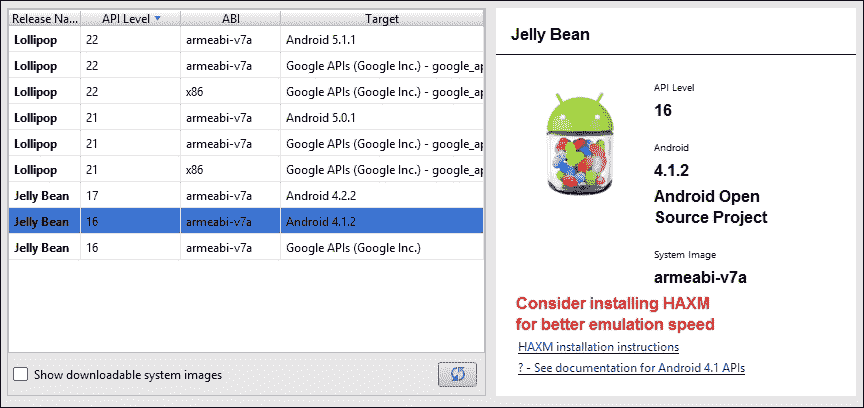 Release Na... API Level ABI Target
Lollipop 22 armeabi-v7a Android 5.1.1
Lollipop 22 armeabi-v7a Google APIs (Google Inc.) - google_ap
Lollipop 22 x86 Google APIs (Google Inc.) - google_ap
Lollipop 21 armeabi-v7a Android 5.0.1
Lollipop 21 armeabi-v7a Google APIs (Google Inc.) - google_ap
Lollipop 21 x86 Google APIs (Google Inc.) - google_ap
Jelly Bean 17 armeabi-v7a Android 4.2.2
Jelly Bean 16 armeabi-v7a Android 4.1.2
Jelly Bean 16 armeabi-v7a Google APIs (Google Inc.)
Show downloadable system images
Jelly Bean
API Level
16
Android
4.1.2
Android Open
Source Project
System Image
armeabi-v7a
Consider installing HAXM
for better emulation speed
HAXM installation instructions
? - See documentation for Android 4.1 APIs